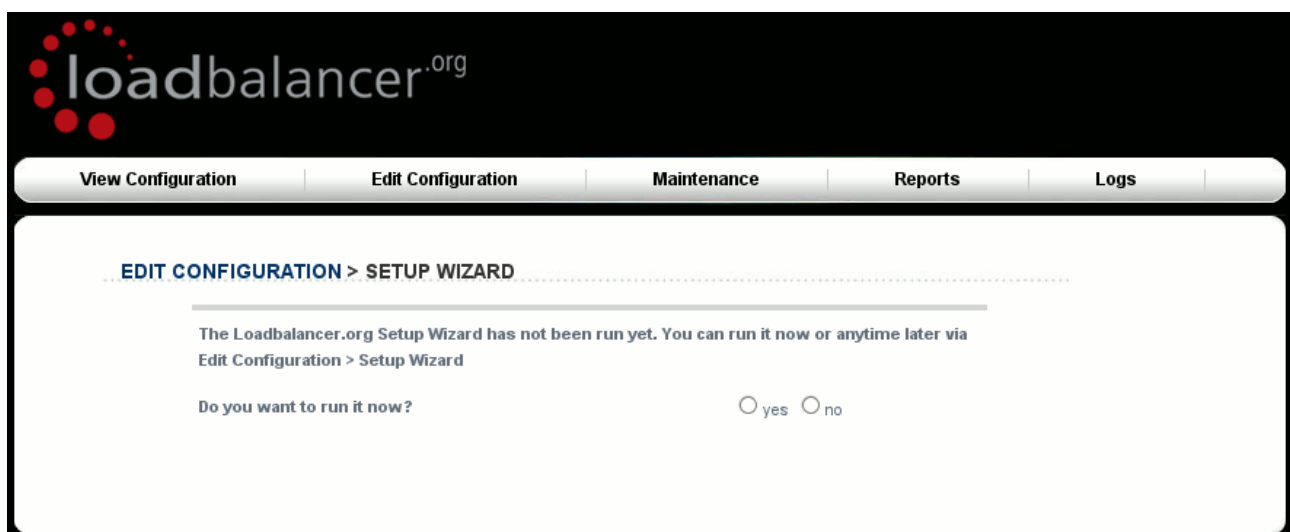 loadbalancer.org
View Configuration Edit Configuration Maintenance Reports Logs
EDIT CONFIGURATION > SETUP WIZARD
The Loadbalancer.org Setup Wizard has not been run yet. You can run it now or anytime later via
Edit Configuration > Setup Wizard
Do you want to run it now? yes no